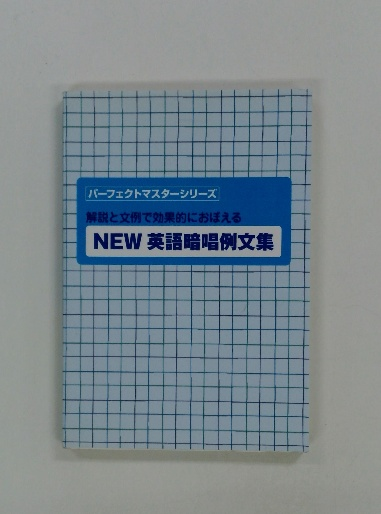 パーフェクトマスターシリーズ
解説と文例で効果的におぼえる
NEW 英語暗唱例文集